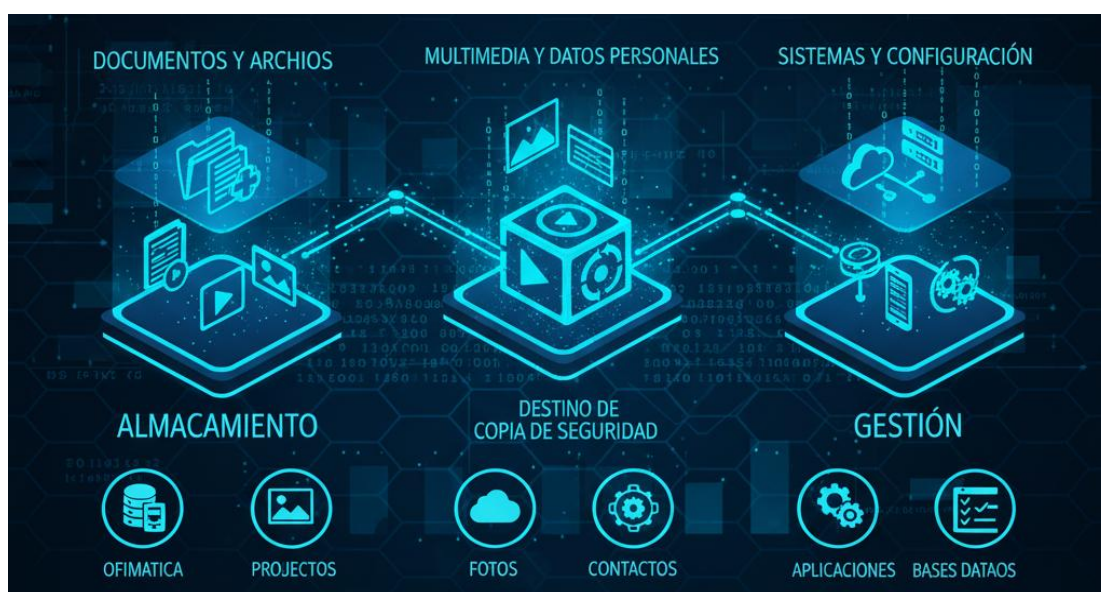 DOCUMENTOS Y ARCHIOS
MULTIMEDIA Y DATOS PERSONALES
SISTEMAS Y CONFIGURACIÓN
ALMACAMIENTO
DESTINO DE
COPIA DE SEGURIDAD
GESTIÓN
OFIMATICA
PROJECTOS
FOTOS
CONTACTOS
APLICACIONES
BASES DATAOS